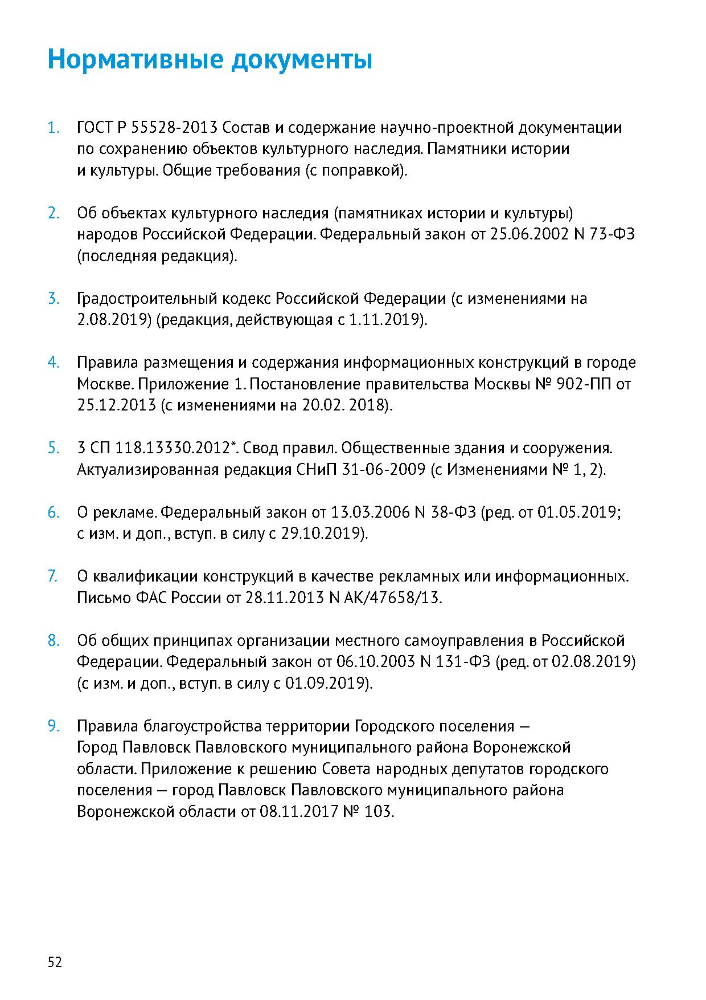 Нормативные документы
1. ГОСТ Р 55528-2013 Состав и содержание научно-проектной документации
по сохранению объектов культурного наследия. Памятники истории
и культуры. Общие требования (с поправкой).
2. Об объектах культурного наследия (памятниках истории и культуры)
народов Российской Федерации. Федеральный закон от 25.06.2002 N 73-ФЗ
(последняя редакция).
3. Градостроительный кодекс Российской Федерации (с изменениями на
2.08.2019) (редакция, действующая с 1.11.2019).
4. Правила размещения и содержания информационных конструкций в городе
Москве. Приложение 1. Постановление правительства Москвы № 902-ПП от
25.12.2013 (с изменениями на 20.02. 2018).
5. 3 СП 118.13330.2012*. Свод правил. Общественные здания и сооружения.
Актуализированная редакция СНиП 31-06-2009 (с Изменениями № 1, 2).
6. О рекламе. Федеральный закон от 13.03.2006 N 38-ФЗ (ред. от 01.05.2019;
с изм. и доп., вступ. в силу с 29.10.2019).
7. О квалификации конструкций в качестве рекламных или информационных.
Письмо ФАС России от 28.11.2013 N АК/47658/13.
8. Об общих принципах организации местного самоуправления в Российской
Федерации. Федеральный закон от 06.10.2003 N 131-ФЗ (ред. от 02.08.2019)
(с изм. и доп., вступ. в силу с 01.09.2019).
9. Правила благоустройства территории Городского поселения —
Город Павловск Павловского муниципального района Воронежской
области. Приложение к решению Совета народных депутатов городского
поселения — город Павловск Павловского муниципального района
Воронежской области от 08.11.2017 № 103.
52